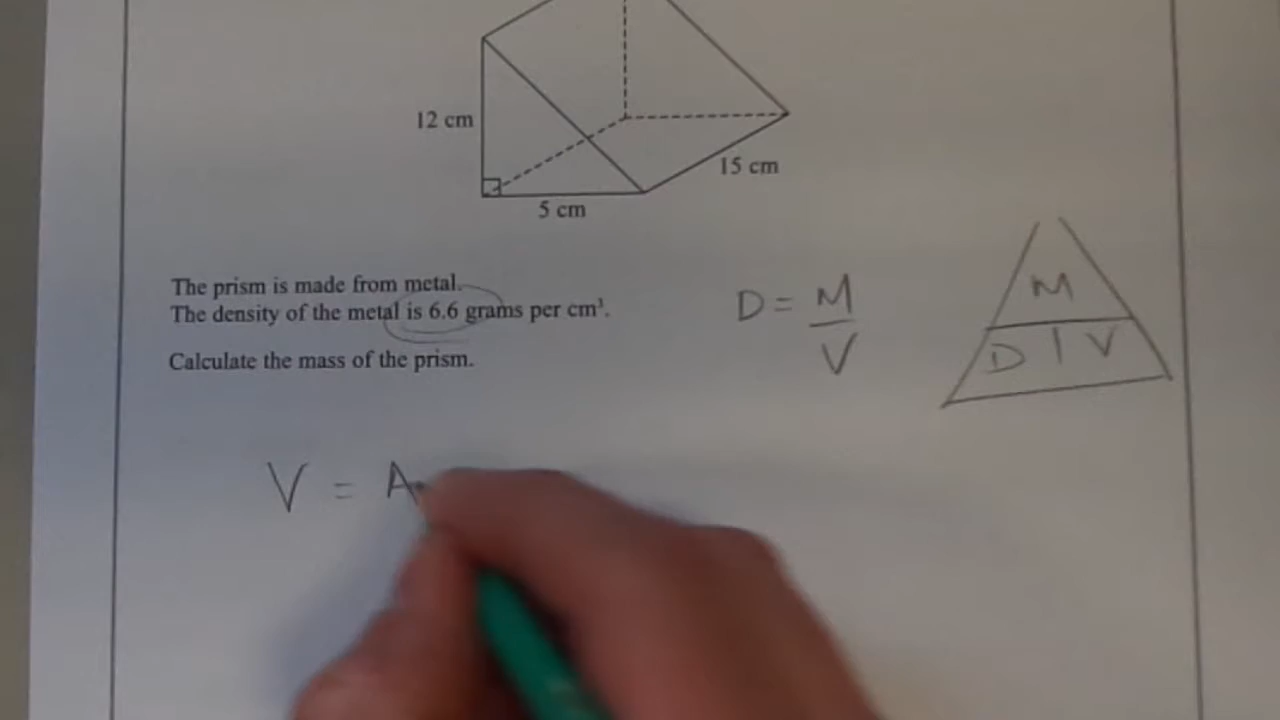 12 cm
15 cm
5 cm
The prism is made from metal.
The density of the metal is 6.6 grams per cm³.
Calculate the mass of the prism.
D = M
V
M
D | V
V = A